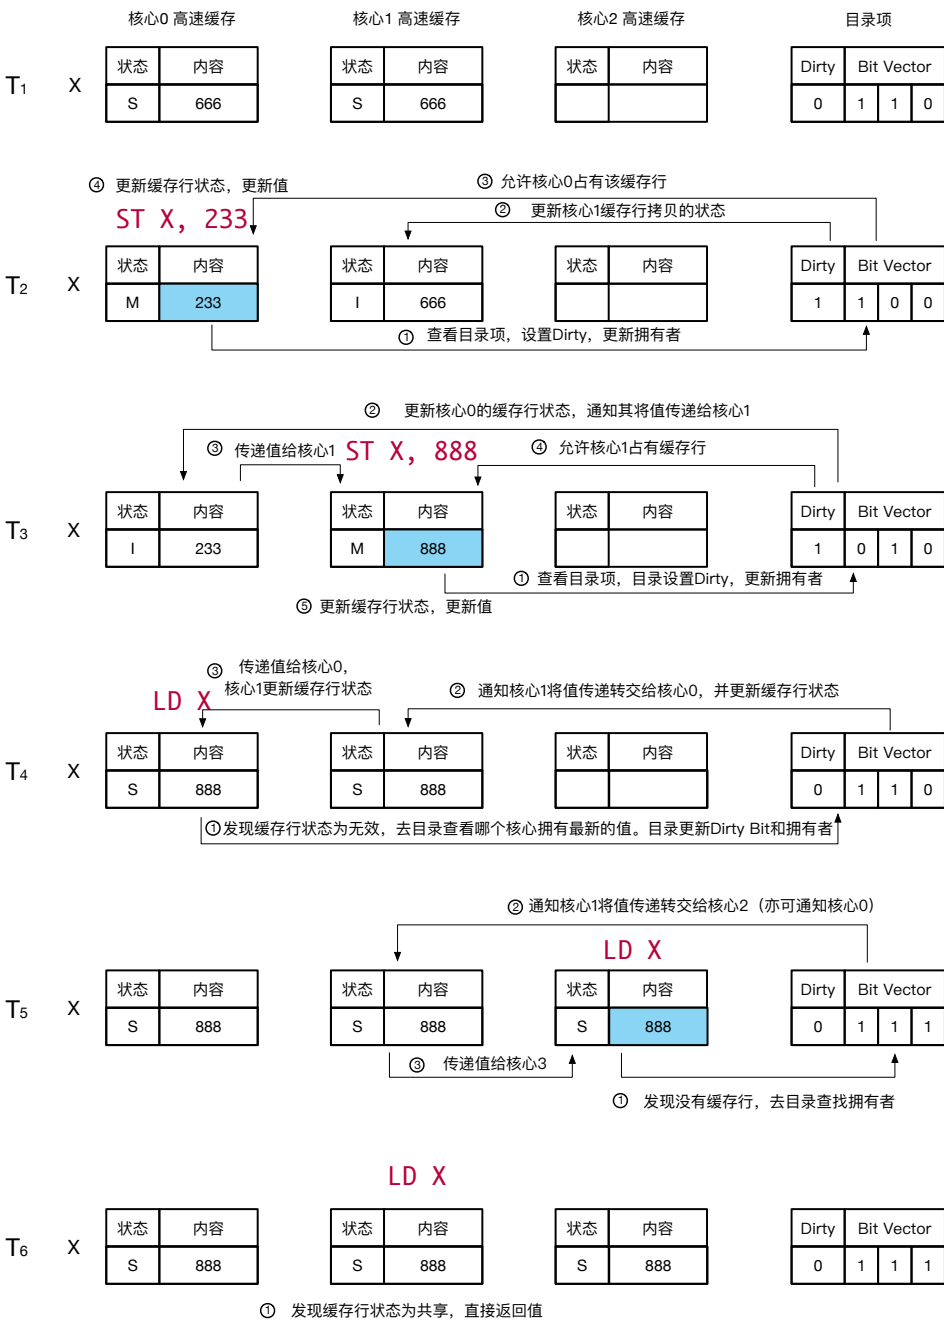 核心0 高速缓存 核心1 高速缓存 核心2 高速缓存 目录项
状态 内容 状态 内容 状态 内容 Dirty Bit Vector
T1 X
S 666 S 666 0 1 1 0
③ 允许核心0占有该缓存行
④ 更新缓存行状态，更新值
② 更新核心1缓存行拷贝的状态
ST X, 233
状态 内容 状态 内容 状态 内容 Dirty Bit Vector
T2 X
M 233 I 666 1 1 0 0
① 查看目录项，设置Dirty，更新拥有者
② 更新核心0的缓存行状态，通知其将值传递给核心1
③ 传递值给核心1 ST X, 888 ④ 允许核心1占有缓存行
状态 内容 状态 内容 状态 内容 Dirty Bit Vector
T3 X
I 233 M 888 1 0 1 0
① 查看目录项，目录设置Dirty，更新拥有者
⑤ 更新缓存行状态，更新值
③ 传递值给核心0，
核心1更新缓存行状态
② 通知核心1将值传递转交给核心0，并更新缓存行状态
LD X
状态 内容 状态 内容 状态 内容 Dirty Bit Vector
T4 X
S 888 S 888 0 1 1 0
①发现缓存行状态为无效，去目录查看哪个核心拥有最新的值。目录更新Dirty Bit和拥有者
② 通知核心1将值传递转交给核心2（亦可通知核心0）
LD X
状态 内容 状态 内容 状态 内容 Dirty Bit Vector
T5 X
S 888 S 888 S 888 0 1 1 1
③ 传递值给核心3
① 发现没有缓存行，去目录查找拥有者
LD X
状态 内容 状态 内容 状态 内容 Dirty Bit Vector
T6 X
S 888 S 888 S 888 0 1 1 1
① 发现缓存行状态为共享，直接返回值